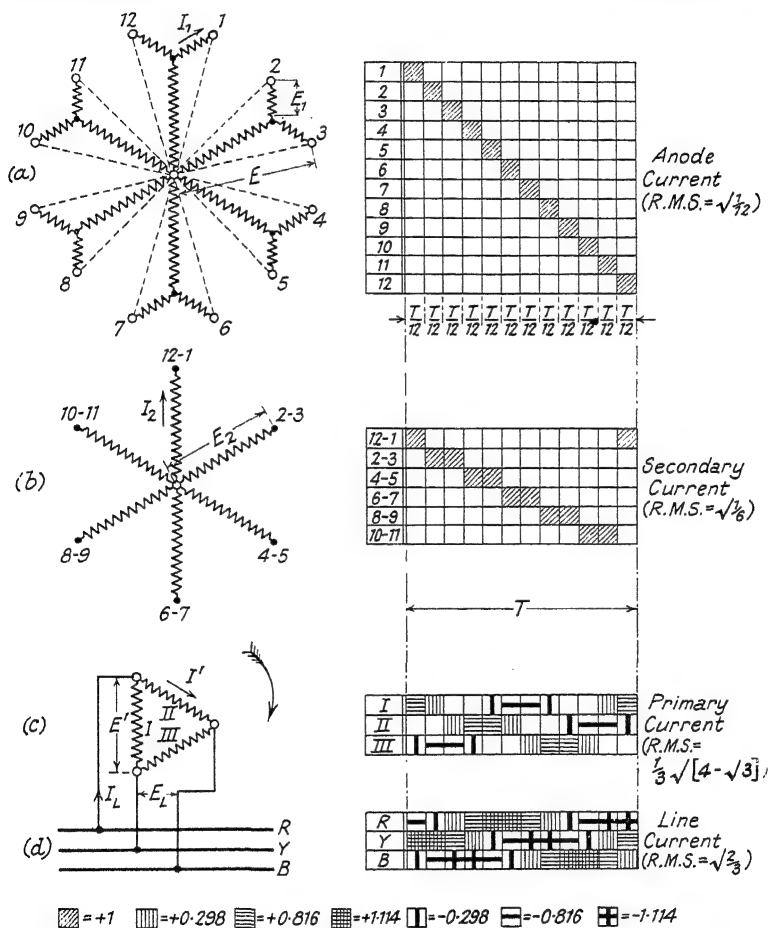 12
I₁
1
11
2
E₁
10
3
(a)
E
9
4
8
5
7
6
1
2
3
4
5
6
7
8
9
10
11
12
Anode
Current
(R.M.S.=√1/12)
T/12 T/12 T/12 T/12 T/12 T/12 T/12 T/12 T/12 T/12 T/12 T/12
12-1
I₂
10-11
E₂
2-3
(b)
8-9
4-5
6-7
12-1
2-3
4-5
6-7
8-9
10-11
Secondary
Current
(R.M.S.=√1/6)
T
(c)
I'
E'
I
II
III
I_L
E_L
(d)
R
Y
B
I
II
III
Primary
Current
(R.M.S.=
1/3√[4-√3])
R
Y
B
Line
Current
(R.M.S.=√2/3)
=+1 =+0·298 =+0·816 =+1·114 =-0·298 =-0·816 =-1·114